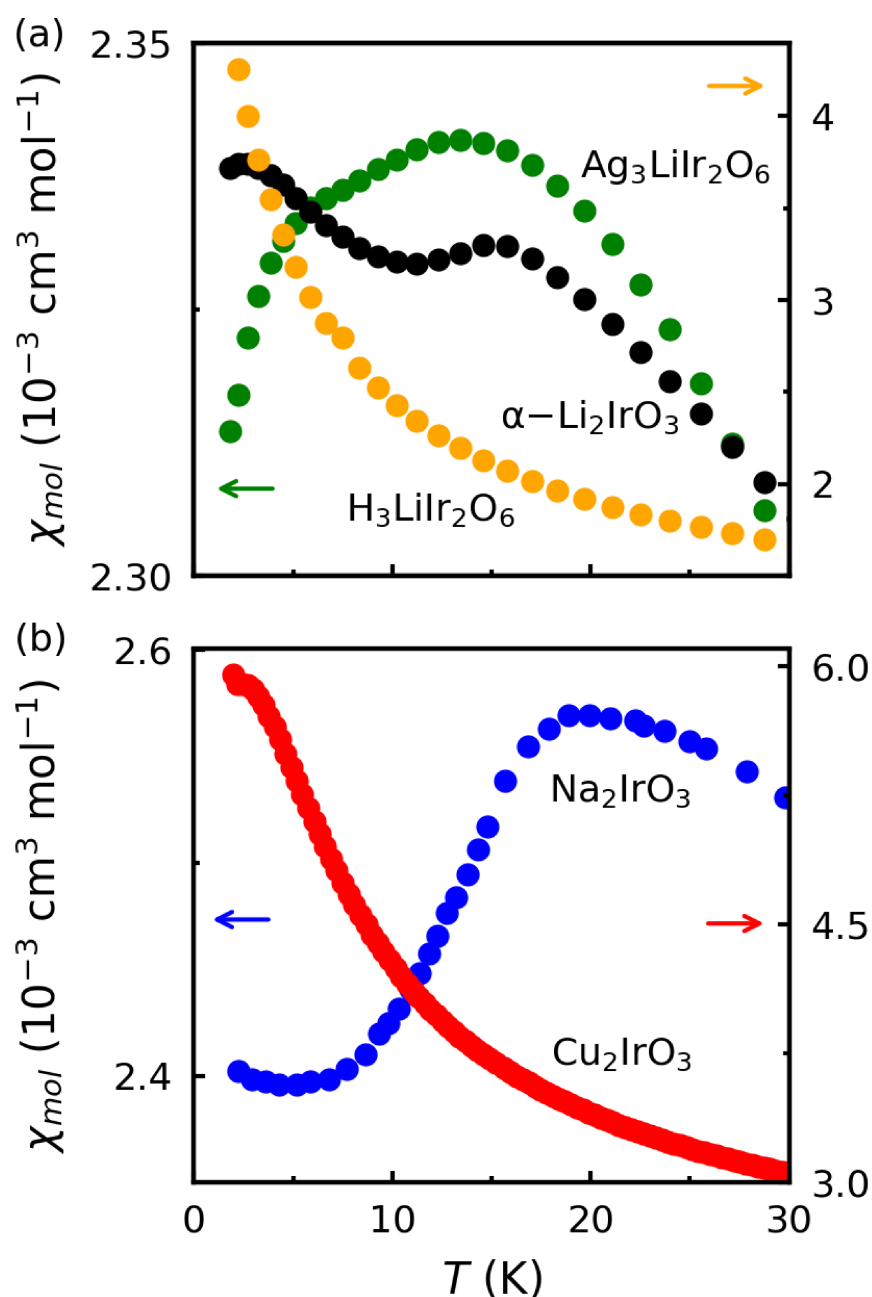 (a)
2.35
χmol (10⁻³ cm³ mol⁻¹)
2.30
4
3
2
Ag₃LiIr₂O₆
α−Li₂IrO₃
H₃LiIr₂O₆
(b)
2.6
χmol (10⁻³ cm³ mol⁻¹)
2.4
6.0
4.5
3.0
Na₂IrO₃
Cu₂IrO₃
0 10 20 30
T (K)